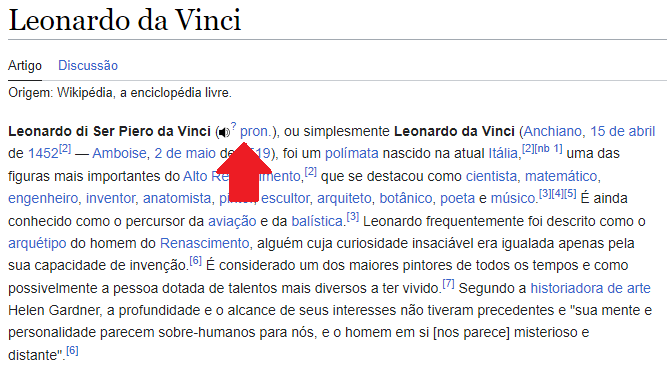 Leonardo da Vinci
Artigo Discussão
Origem: Wikipédia, a enciclopédia livre.
Leonardo di Ser Piero da Vinci (? pron.), ou simplesmente Leonardo da Vinci (Anchiano, 15 de abril
de 1452[2] — Amboise, 2 de maio de 19), foi um polímata nascido na atual Itália,[2][nb 1] uma das
figuras mais importantes do Alto Re mento,[2] que se destacou como cientista, matemático,
engenheiro, inventor, anatomista, escultor, arquiteto, botânico, poeta e músico.[3][4][5] É ainda
conhecido como o percursor da aviação e da balística.[3] Leonardo frequentemente foi descrito como o
arquétipo do homem do Renascimento, alguém cuja curiosidade insaciável era igualada apenas pela
sua capacidade de invenção.[6] É considerado um dos maiores pintores de todos os tempos e como
possivelmente a pessoa dotada de talentos mais diversos a ter vivido.[7] Segundo a historiadora de arte
Helen Gardner, a profundidade e o alcance de seus interesses não tiveram precedentes e "sua mente e
personalidade parecem sobre-humanos para nós, e o homem em si [nos parece] misterioso e
distante".[6]